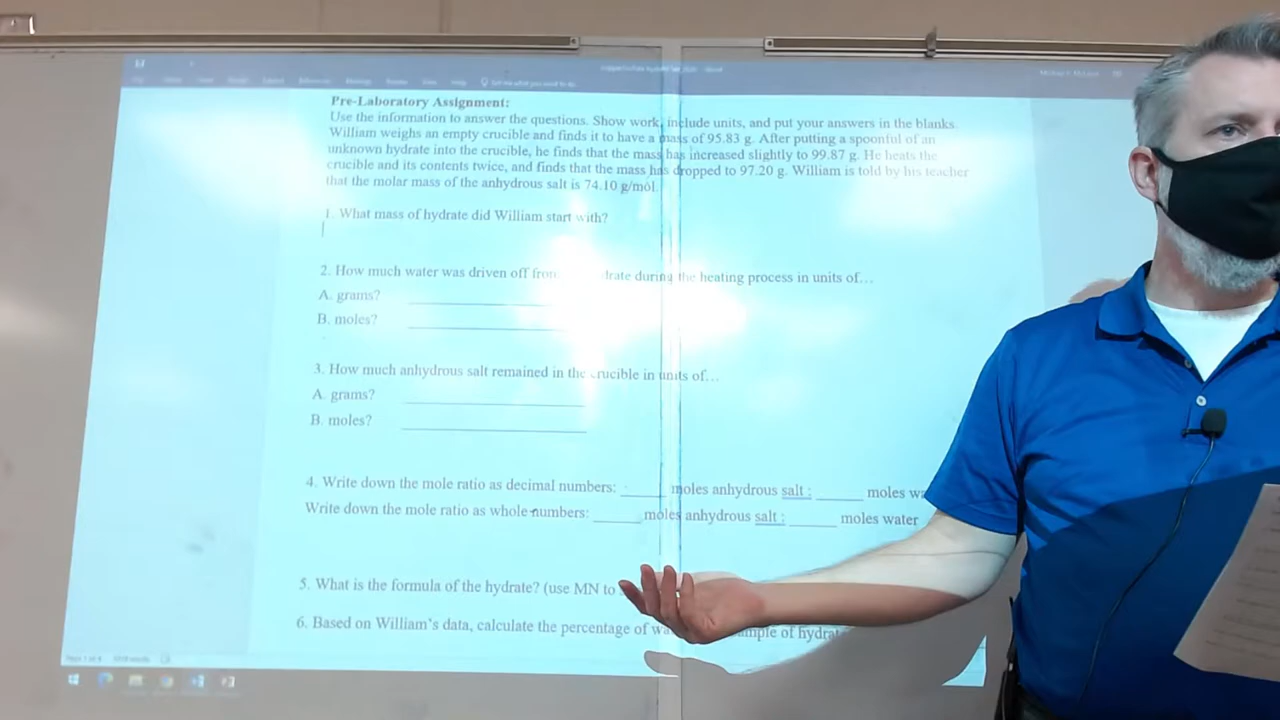 Pre-Laboratory Assignment:
Use the information to answer the questions. Show work, include units, and put your answers in the blanks.
William weighs an empty crucible and finds it to have a mass of 95.83 g. After putting a spoonful of an
unknown hydrate into the crucible, he finds that the mass has increased slightly to 99.87 g. He heats the
crucible and its contents twice, and finds that the mass has dropped to 97.20 g. William is told by his teacher
that the molar mass of the anhydrous salt is 74.10 g/mol.
1. What mass of hydrate did William start with?
2. How much water was driven off during the heating process in units of…
A. grams? ______
B. moles? ______
3. How much anhydrous salt remained in the crucible in units of…
A. grams? ______
B. moles? ______
4. Write down the mole ratio as decimal numbers: _____ moles anhydrous salt : _____ moles
Write down the mole ratio as whole numbers: _____ moles anhydrous salt : _____ moles water
5. What is the formula of the hydrate? (use MN to
6. Based on William's data, calculate the percentage of